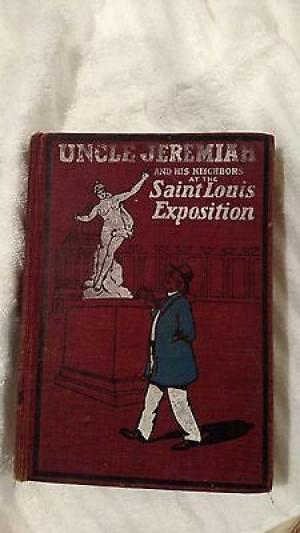 UNCLE JEREMIAH
AND HIS NEIGHBORS
AT THE
Saint Louis
Exposition